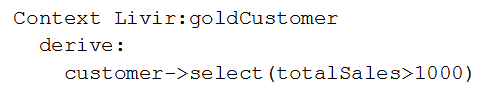 Context Livir:goldCustomer
derive:
customer->select(totalSales>1000)